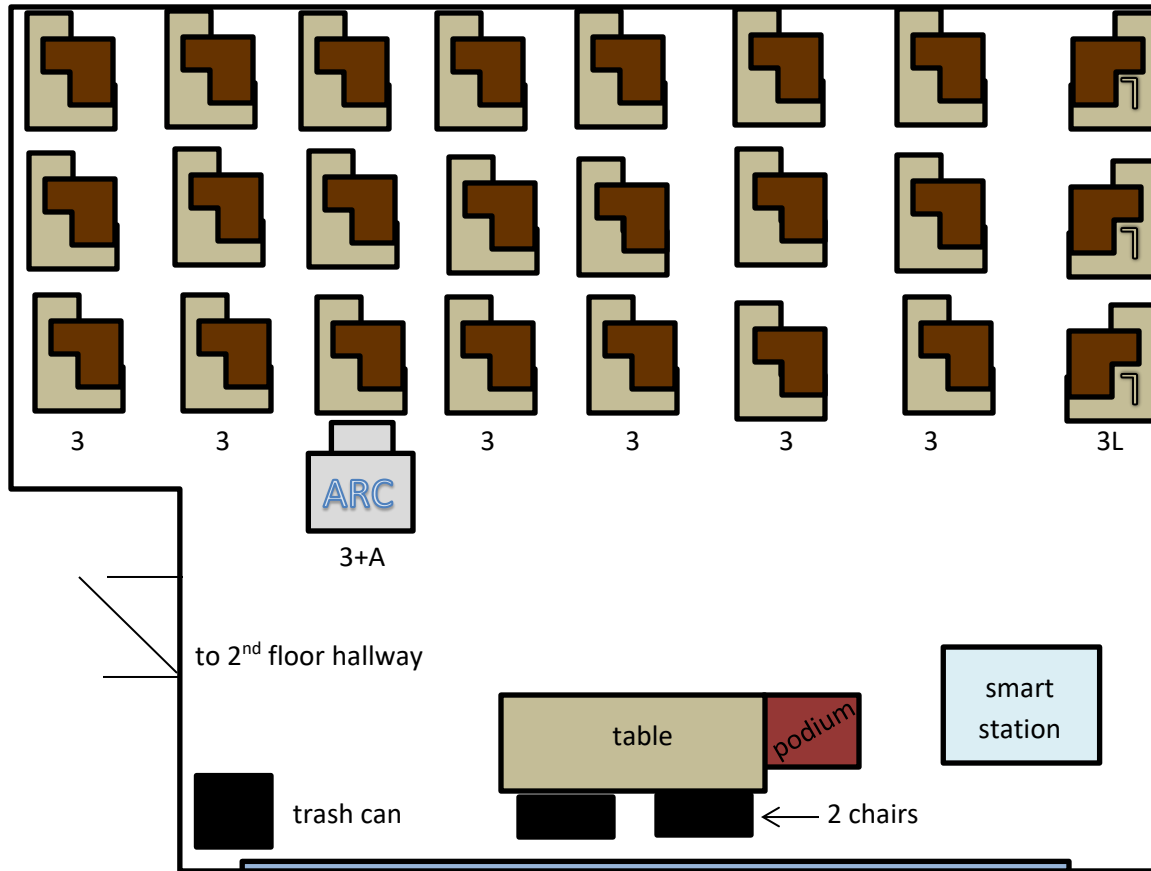 L
L
L
3 3 3 3 3 3 3L
ARC
3+A
to 2nd floor hallway
smart
station
table
podium
trash can
2 chairs